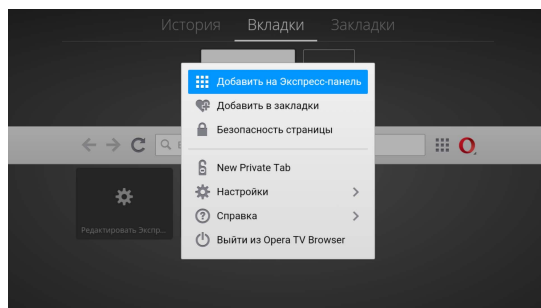 История Вкладки Закладки
Добавить на Экспресс-панель
Добавить в закладки
Безопасность страницы
New Private Tab
Настройки
Справка
Выйти из Opera TV Browser
Редактировать Экспр...